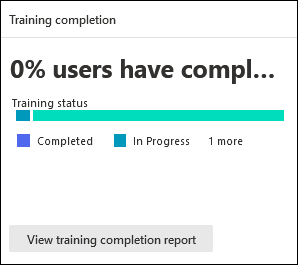 Training completion
0% users have compl...
Training status
Completed In Progress 1 more
View training completion report